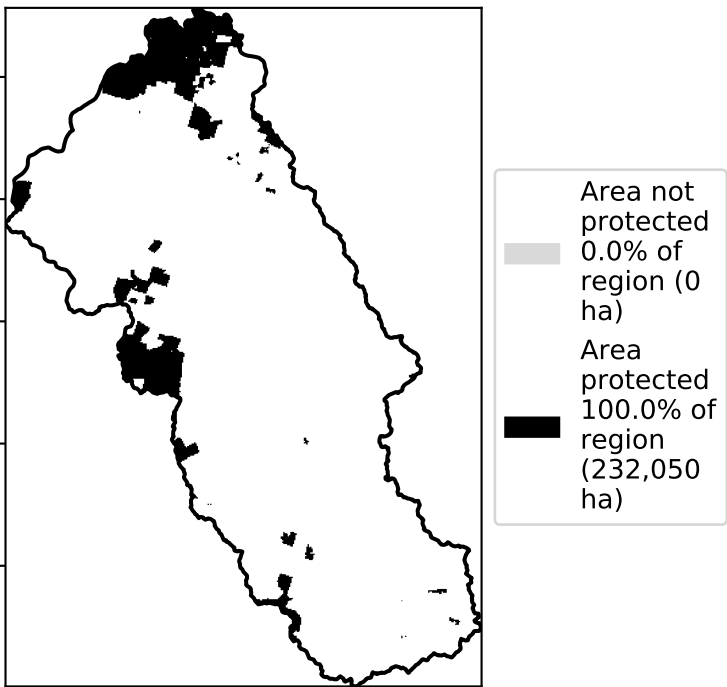 Area not
protected
0.0% of
region (0
ha)
Area
protected
100.0% of
region
(232,050
ha)